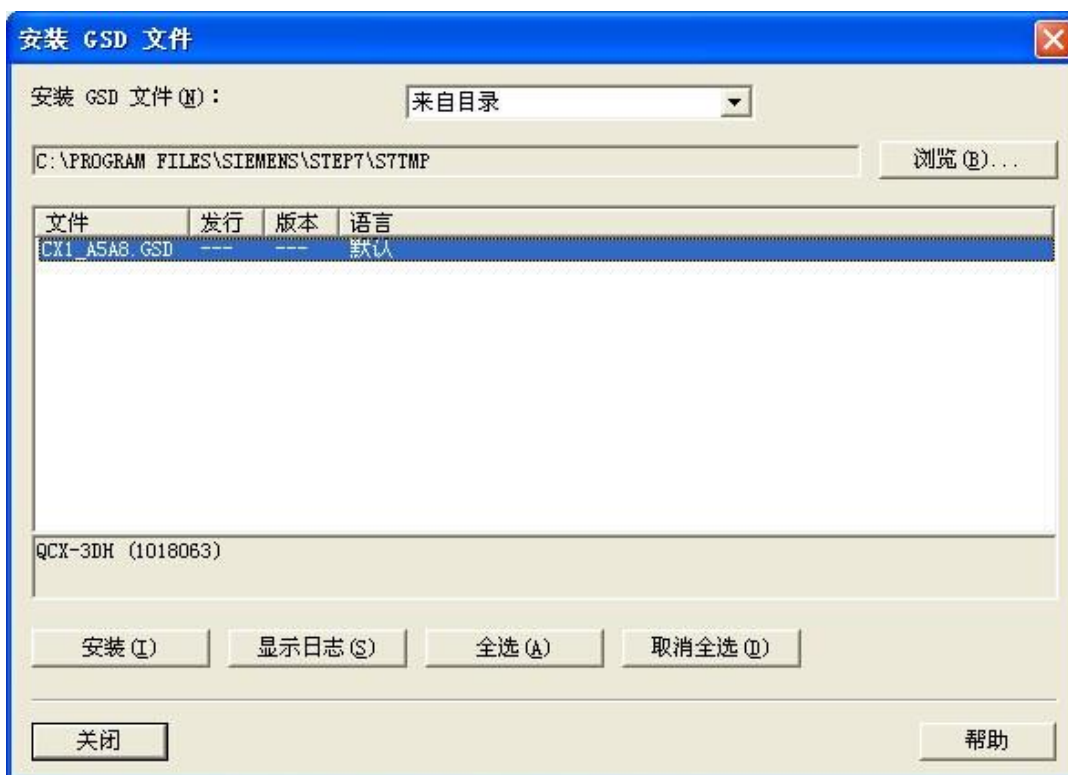 安装 GSD 文件
安装 GSD 文件(N)： 来自目录
C:\PROGRAM FILES\SIEMENS\STEP7\S7TMP 浏览(B)...
文件 发行 版本 语言
CX1_A5A8.GSD --- --- 默认
QCX-3DH (1018063)
安装(I) 显示日志(S) 全选(A) 取消全选(D)
关闭 帮助